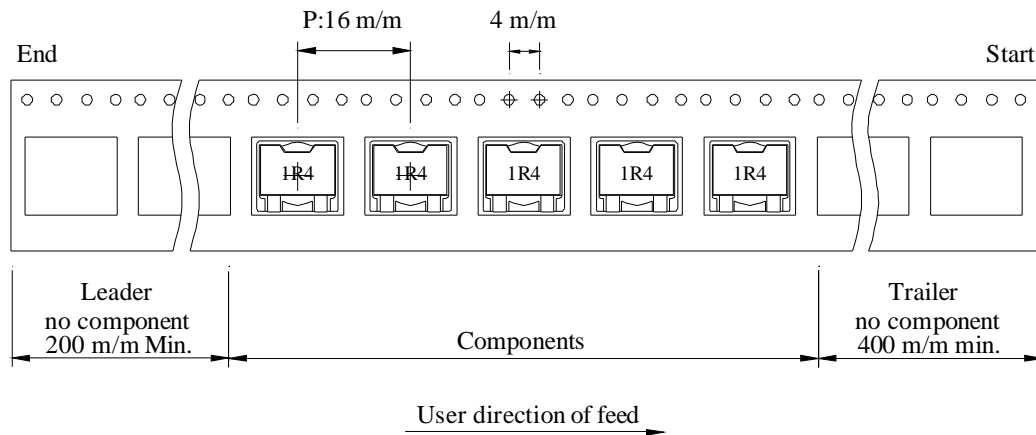 P:16 m/m
4 m/m
End
Start
1R4
1R4
1R4
1R4
1R4
Leader
no component
200 m/m Min.
Components
Trailer
no component
400 m/m min.
User direction of feed